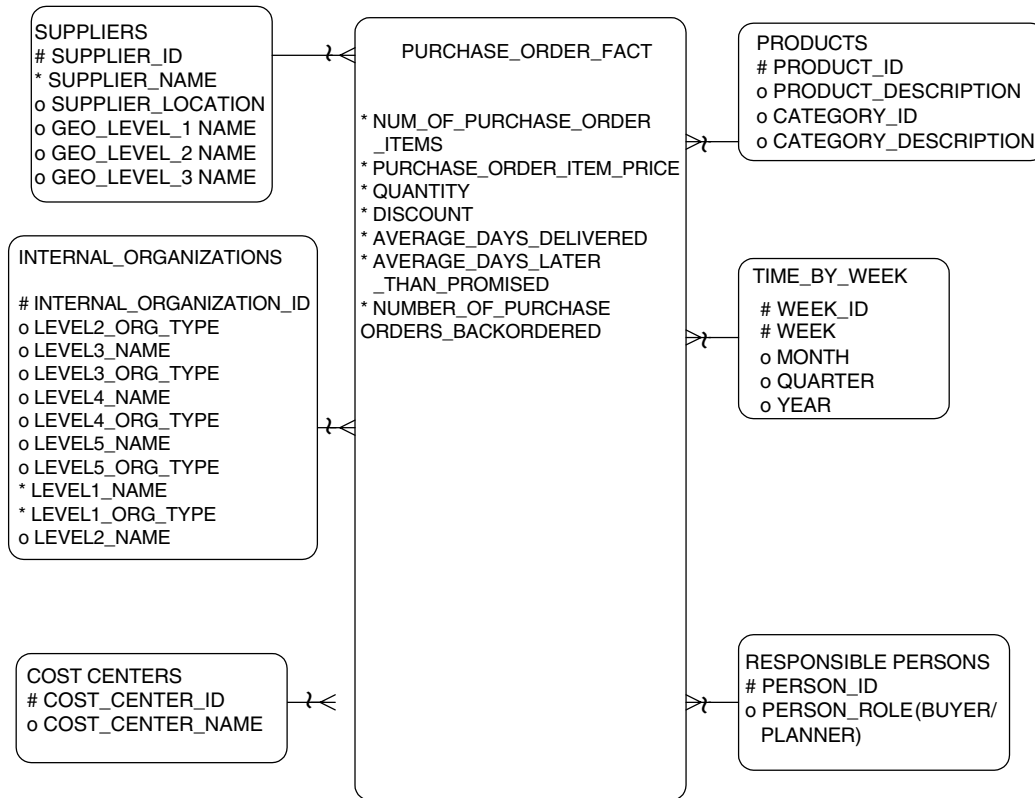 SUPPLIERS
# SUPPLIER_ID
* SUPPLIER_NAME
o SUPPLIER_LOCATION
o GEO_LEVEL_1 NAME
o GEO_LEVEL_2 NAME
o GEO_LEVEL_3 NAME
INTERNAL_ORGANIZATIONS
# INTERNAL_ORGANIZATION_ID
o LEVEL2_ORG_TYPE
o LEVEL3_NAME
o LEVEL3_ORG_TYPE
o LEVEL4_NAME
o LEVEL4_ORG_TYPE
o LEVEL5_NAME
o LEVEL5_ORG_TYPE
* LEVEL1_NAME
* LEVEL1_ORG_TYPE
o LEVEL2_NAME
COST CENTERS
# COST_CENTER_ID
o COST_CENTER_NAME
PURCHASE_ORDER_FACT
* NUM_OF_PURCHASE_ORDER
_ITEMS
* PURCHASE_ORDER_ITEM_PRICE
* QUANTITY
* DISCOUNT
* AVERAGE_DAYS_DELIVERED
* AVERAGE_DAYS_LATER
_THAN_PROMISED
* NUMBER_OF_PURCHASE
ORDERS_BACKORDERED
PRODUCTS
# PRODUCT_ID
o PRODUCT_DESCRIPTION
o CATEGORY_ID
o CATEGORY_DESCRIPTION
TIME_BY_WEEK
# WEEK_ID
# WEEK
o MONTH
o QUARTER
o YEAR
RESPONSIBLE PERSONS
# PERSON_ID
o PERSON_ROLE(BUYER/
PLANNER)